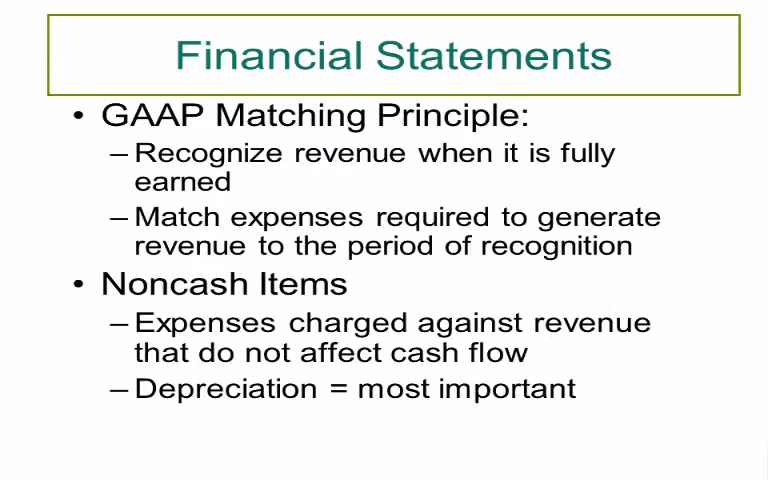 Financial Statements
• GAAP Matching Principle:
– Recognize revenue when it is fully
earned
– Match expenses required to generate
revenue to the period of recognition
• Noncash Items
– Expenses charged against revenue
that do not affect cash flow
– Depreciation = most important